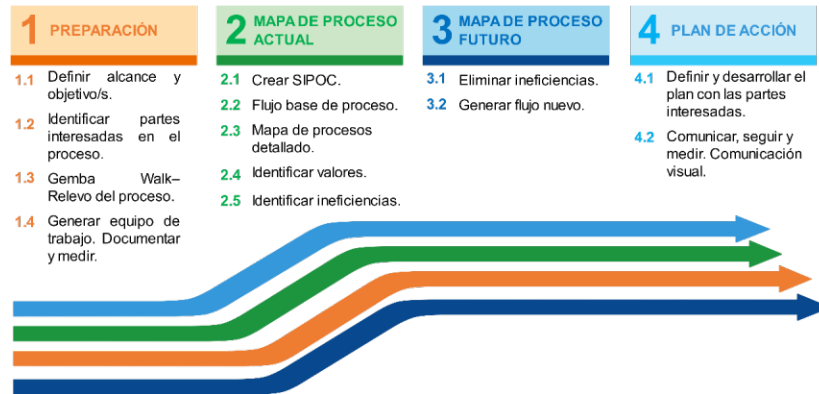 1 PREPARACIÓN
1.1 Definir alcance y
objetivo/s.
1.2 Identificar partes
interesadas en el
proceso.
1.3 Gemba Walk–
Relevo del proceso.
1.4 Generar equipo de
trabajo. Documentar
y medir.
2 MAPA DE PROCESO
ACTUAL
2.1 Crear SIPOC.
2.2 Flujo base de proceso.
2.3 Mapa de procesos
detallado.
2.4 Identificar valores.
2.5 Identificar ineficiencias.
3 MAPA DE PROCESO
FUTURO
3.1 Eliminar ineficiencias.
3.2 Generar flujo nuevo.
4 PLAN DE ACCIÓN
4.1 Definir y desarrollar el
plan con las partes
interesadas.
4.2 Comunicar, seguir y
medir. Comunicación
visual.